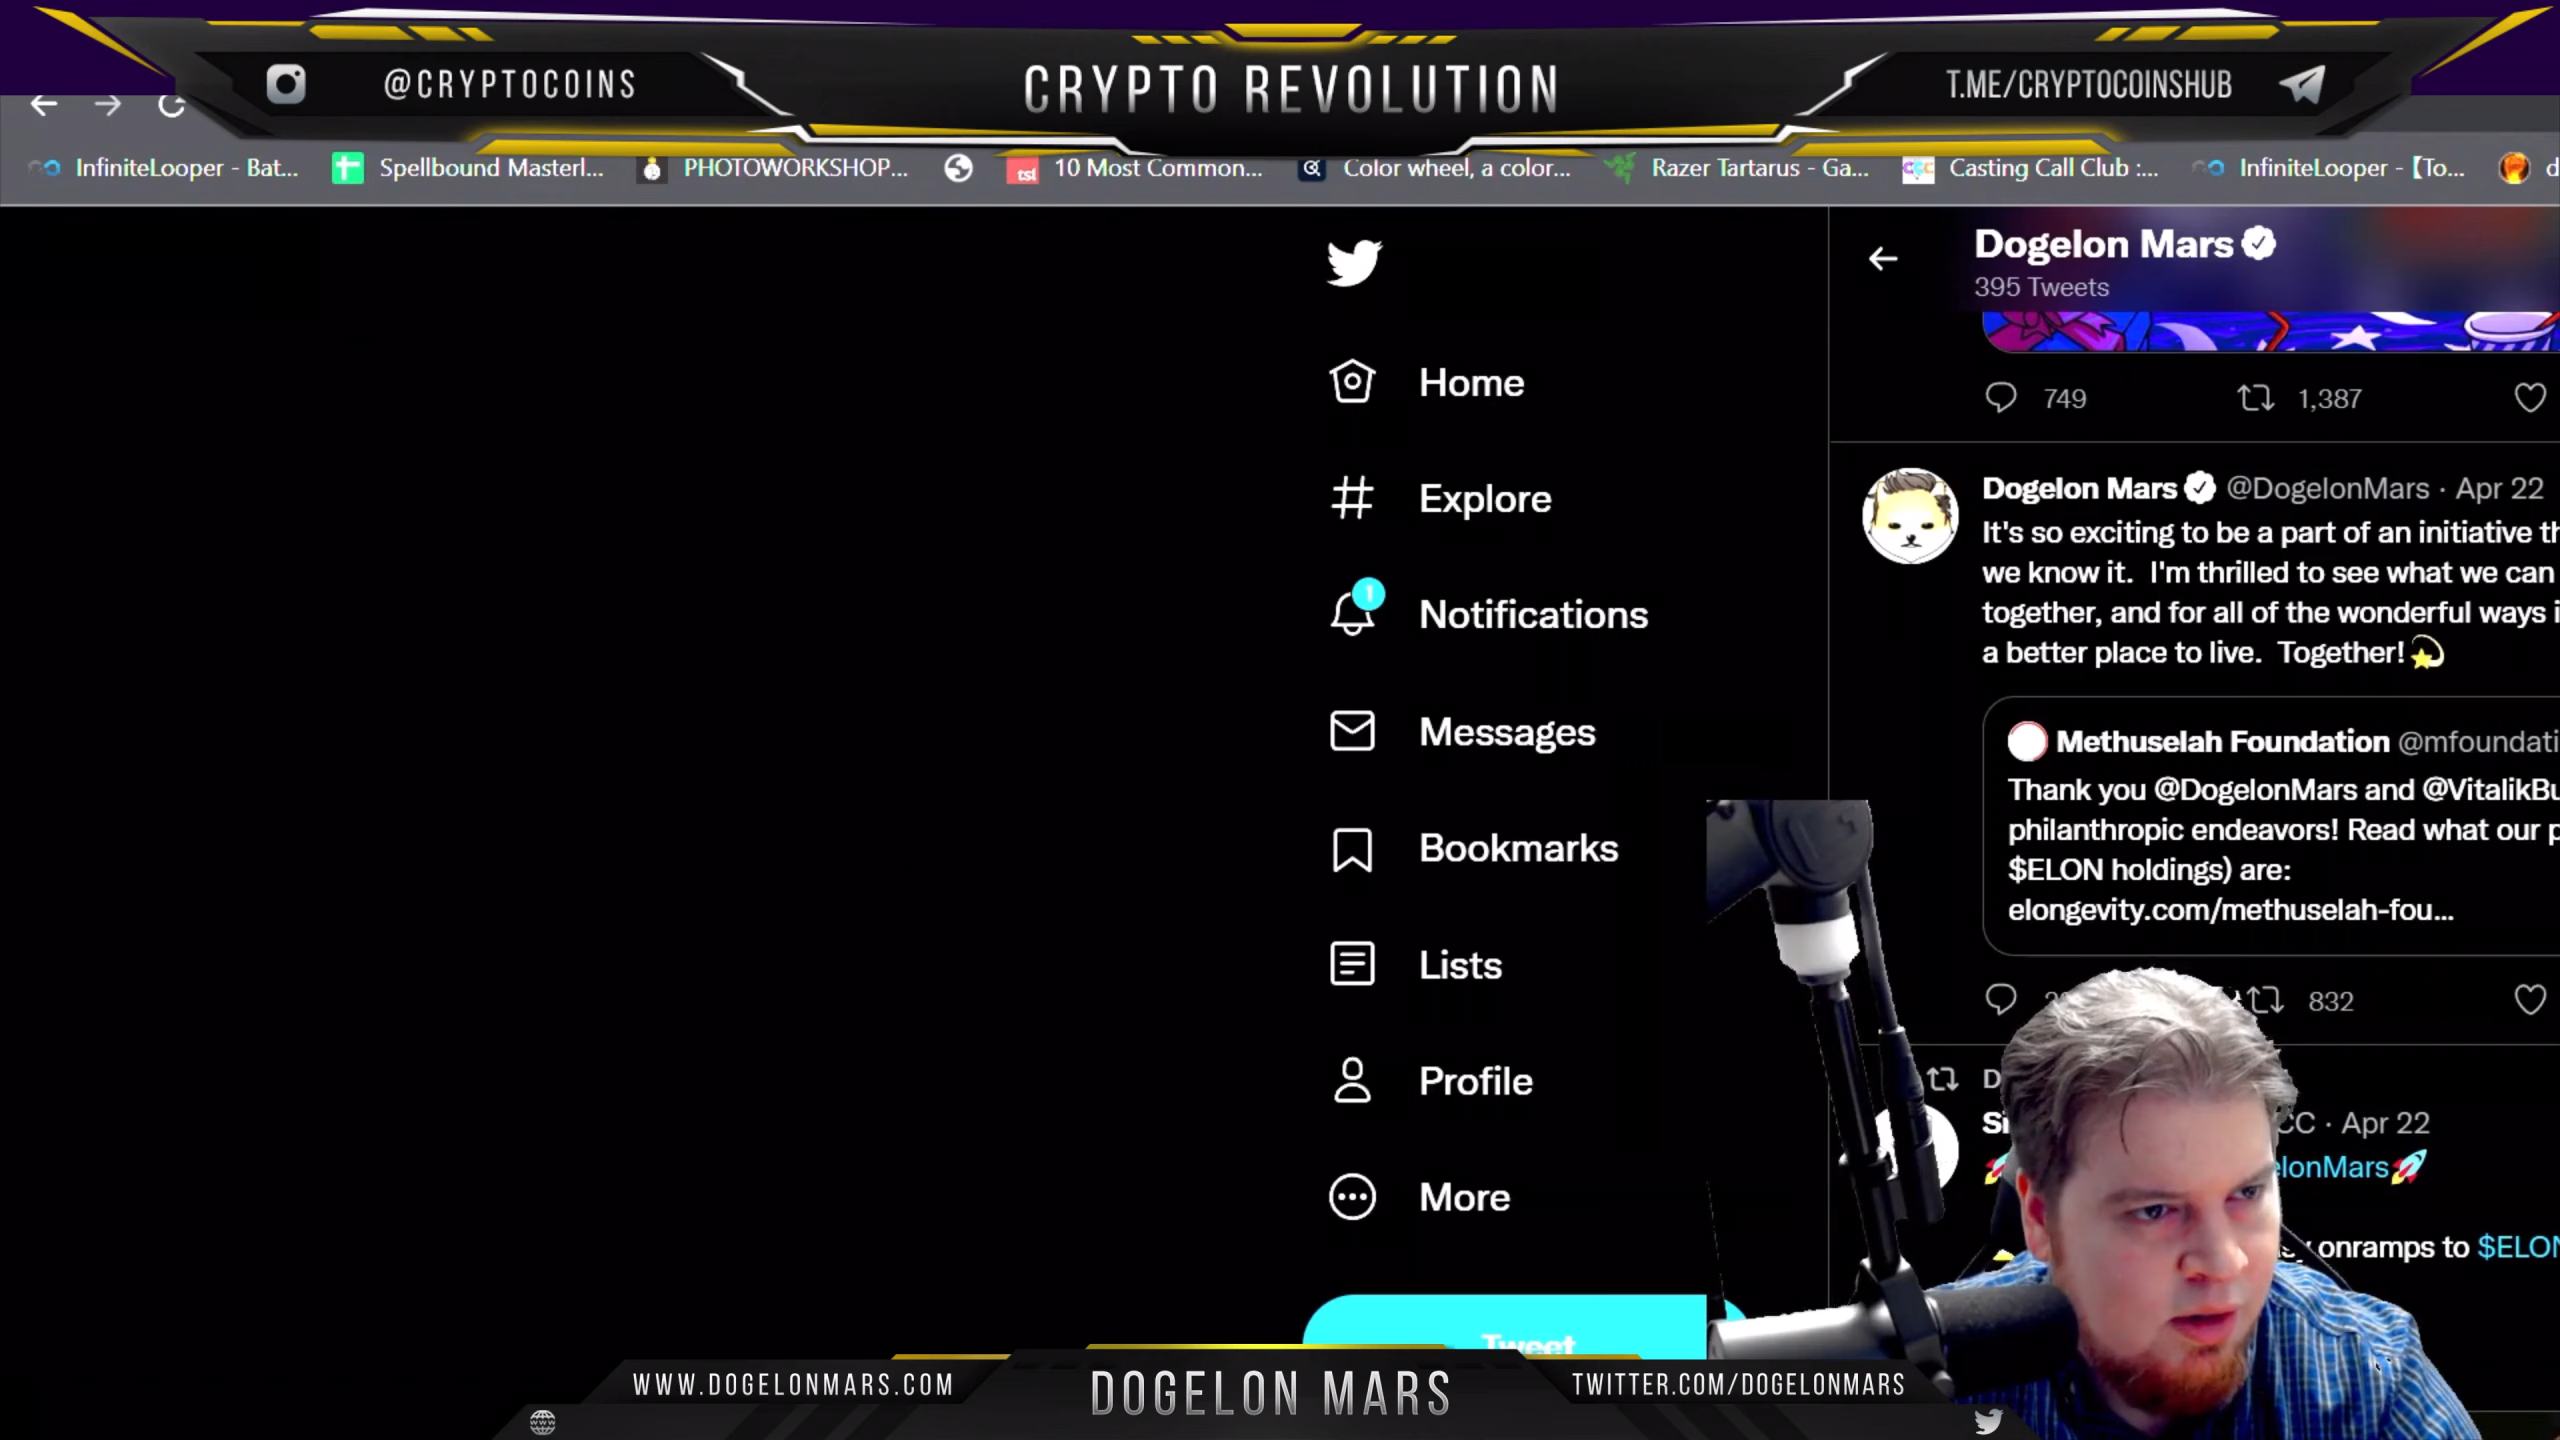 @CRYPTOCOINS
CRYPTO REVOLUTION
T.ME/CRYPTOCOINSHUB
InfiniteLooper - Bat...
Spellbound Masterl...
PHOTOWORKSHOP...
tsl
10 Most Common...
Color wheel, a color...
Razer Tartarus - Ga...
Casting Call Club :...
InfiniteLooper - 【To...
d
Dogelon Mars
395 Tweets
Home
Explore
1
Notifications
Messages
Bookmarks
Lists
Profile
More
Tweet
749 1,387
Dogelon Mars @DogelonMars · Apr 22
It's so exciting to be a part of an initiative th
we know it. I'm thrilled to see what we can
together, and for all of the wonderful ways i
a better place to live. Together!💫
Methuselah Foundation @mfoundati
Thank you @DogelonMars and @VitalikBu
philanthropic endeavors! Read what our p
$ELON holdings) are:
elongevity.com/methuselah-fou...
832
D
Si CC · Apr 22
🚀 elonMars🚀
onramps to $ELON
WWW.DOGELONMARS.COM
DOGELON MARS
TWITTER.COM/DOGELONMARS